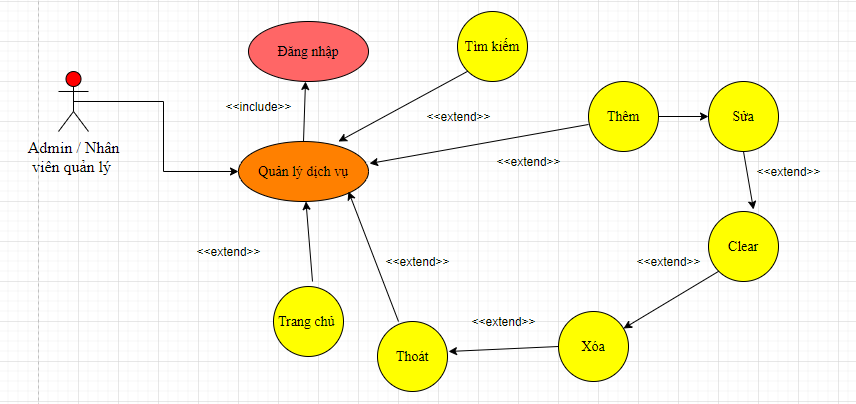 Đăng nhập
Tìm kiếm
<<include>>
<<extend>>
Thêm
Sửa
Admin / Nhân
viên quản lý
Quản lý dịch vụ
<<extend>>
<<extend>>
<<extend>>
<<extend>>
Clear
<<extend>>
Trang chủ
<<extend>>
Thoát
Xóa